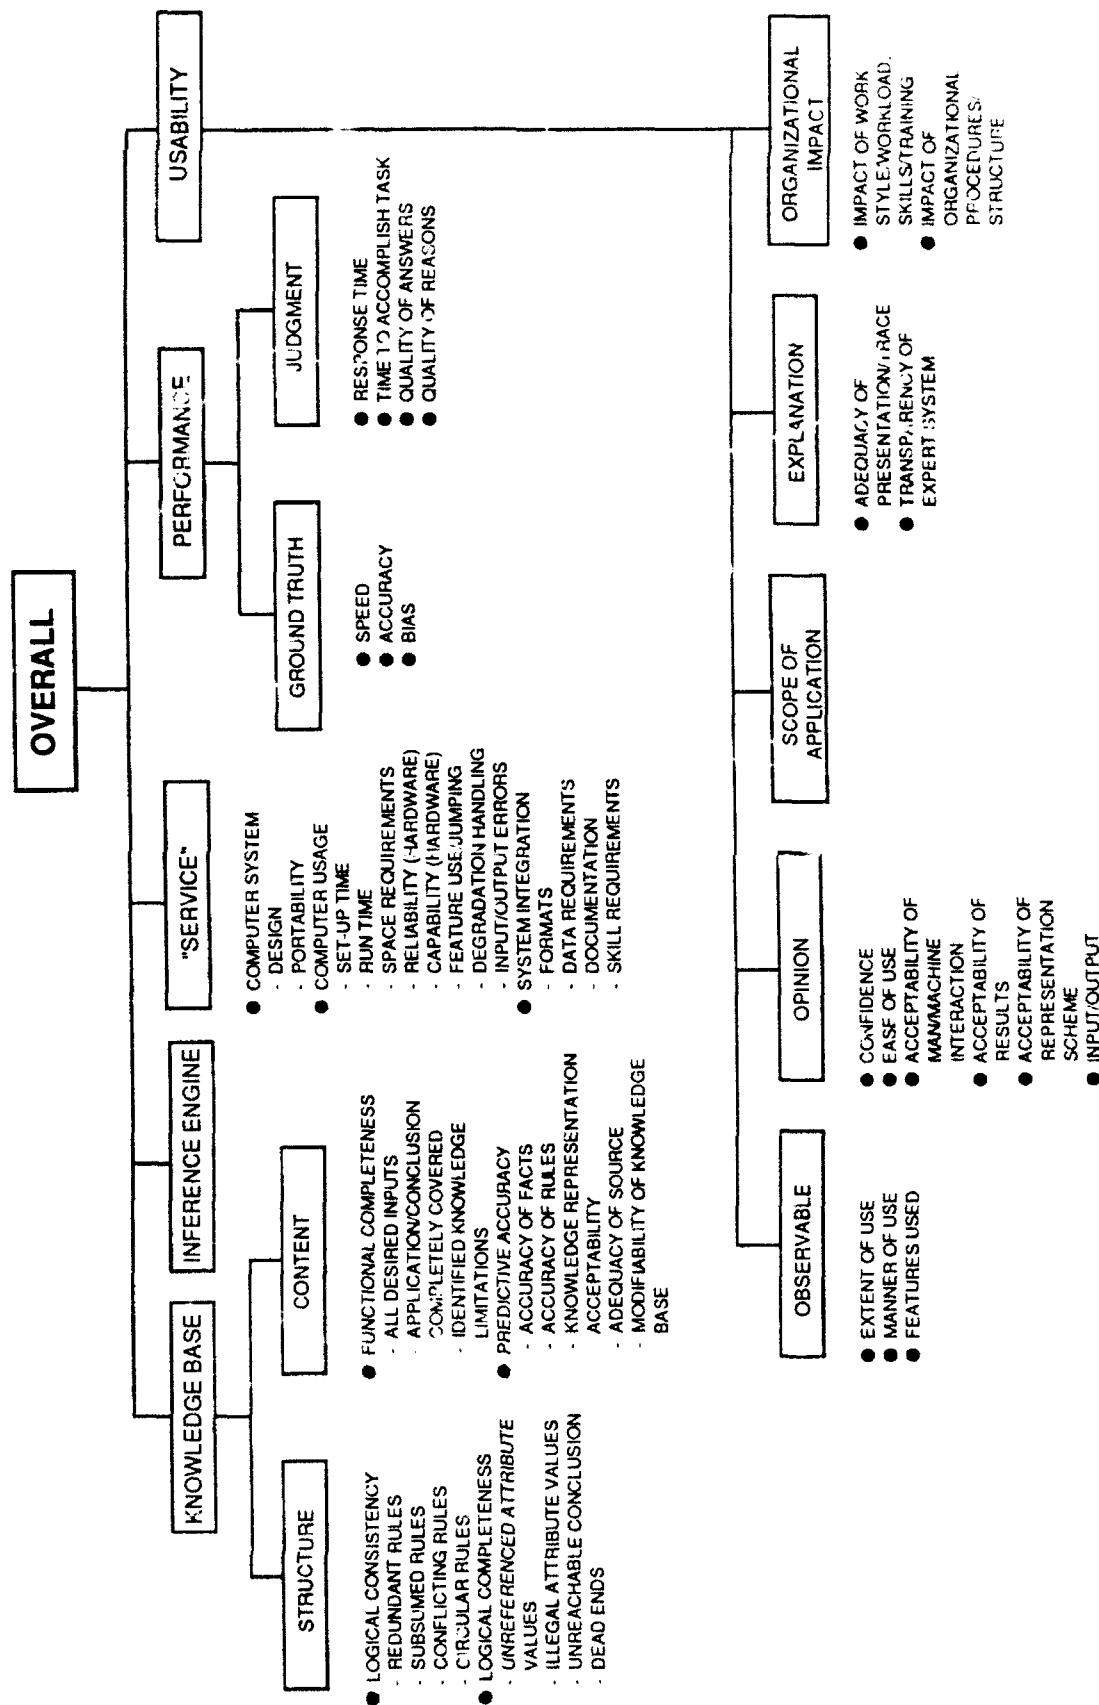 OVERALL
KNOWLEDGE BASE
INFERENCE ENGINE
"SERVICE"
PERFORMANCE
USABILITY
STRUCTURE
● LOGICAL CONSISTENCY
- REDUNDANT RULES
- SUBSUMED RULES
- CONFLICTING RULES
- CIRCULAR RULES
● LOGICAL COMPLETENESS
- UNREFERENCED ATTRIBUTE
VALUES
- ILLEGAL ATTRIBUTE VALUES
- UNREACHABLE CONCLUSION
- DEAD ENDS
CONTENT
● FUNCTIONAL COMPLETENESS
- ALL DESIRED INPUTS
- APPLICATION/CONCLUSION
COMPLETELY COVERED
- IDENTIFIED KNOWLEDGE
LIMITATIONS
● PREDICTIVE ACCURACY
- ACCURACY OF FACTS
- ACCURACY OF RULES
- KNOWLEDGE REPRESENTATION
ACCEPTABILITY
- ADEQUACY OF SOURCE
- MODIFIABILITY OF KNOWLEDGE
BASE
● COMPUTER SYSTEM
- DESIGN
- PORTABILITY
● COMPUTER USAGE
- SET-UP TIME
- RUN TIME
- SPACE REQUIREMENTS
- RELIABILITY (HARDWARE)
- CAPABILITY (HARDWARE)
- FEATURE USE/JUMPING
- DEGRADATION HANDLING
- INPUT/OUTPUT ERRORS
● SYSTEM INTEGRATION
- FORMATS
- DATA REQUIREMENTS
- DOCUMENTATION
- SKILL REQUIREMENTS
GROUND TRUTH
● SPEED
● ACCURACY
● BIAS
JUDGMENT
● RESPONSE TIME
● TIME TO ACCOMPLISH TASK
● QUALITY OF ANSWERS
● QUALITY OF REASONS
OBSERVABLE
● EXTENT OF USE
● MANNER OF USE
● FEATURES USED
OPINION
● CONFIDENCE
● EASE OF USE
● ACCEPTABILITY OF
MAN/MACHINE
INTERACTION
● ACCEPTABILITY OF
RESULTS
● ACCEPTABILITY OF
REPRESENTATION
SCHEME
● INPUT/OUTPUT
SCOPE OF
APPLICATION
EXPLANATION
● ADEQUACY OF
PRESENTATION/TRACE
● TRANSPARENCY OF
EXPERT SYSTEM
ORGANIZATIONAL
IMPACT
● IMPACT OF WORK
STYLE/WORKLOAD,
SKILLS/TRAINING
● IMPACT OF
ORGANIZATIONAL
PROCEDURES/
STRUCTURE